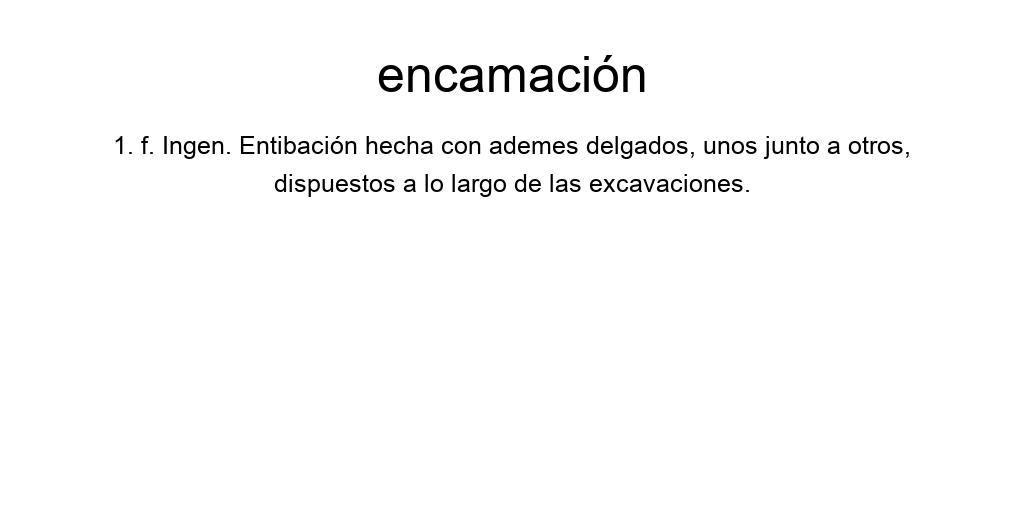 encamación
1. f. Ingen. Entibación hecha con ademes delgados, unos junto a otros,
dispuestos a lo largo de las excavaciones.